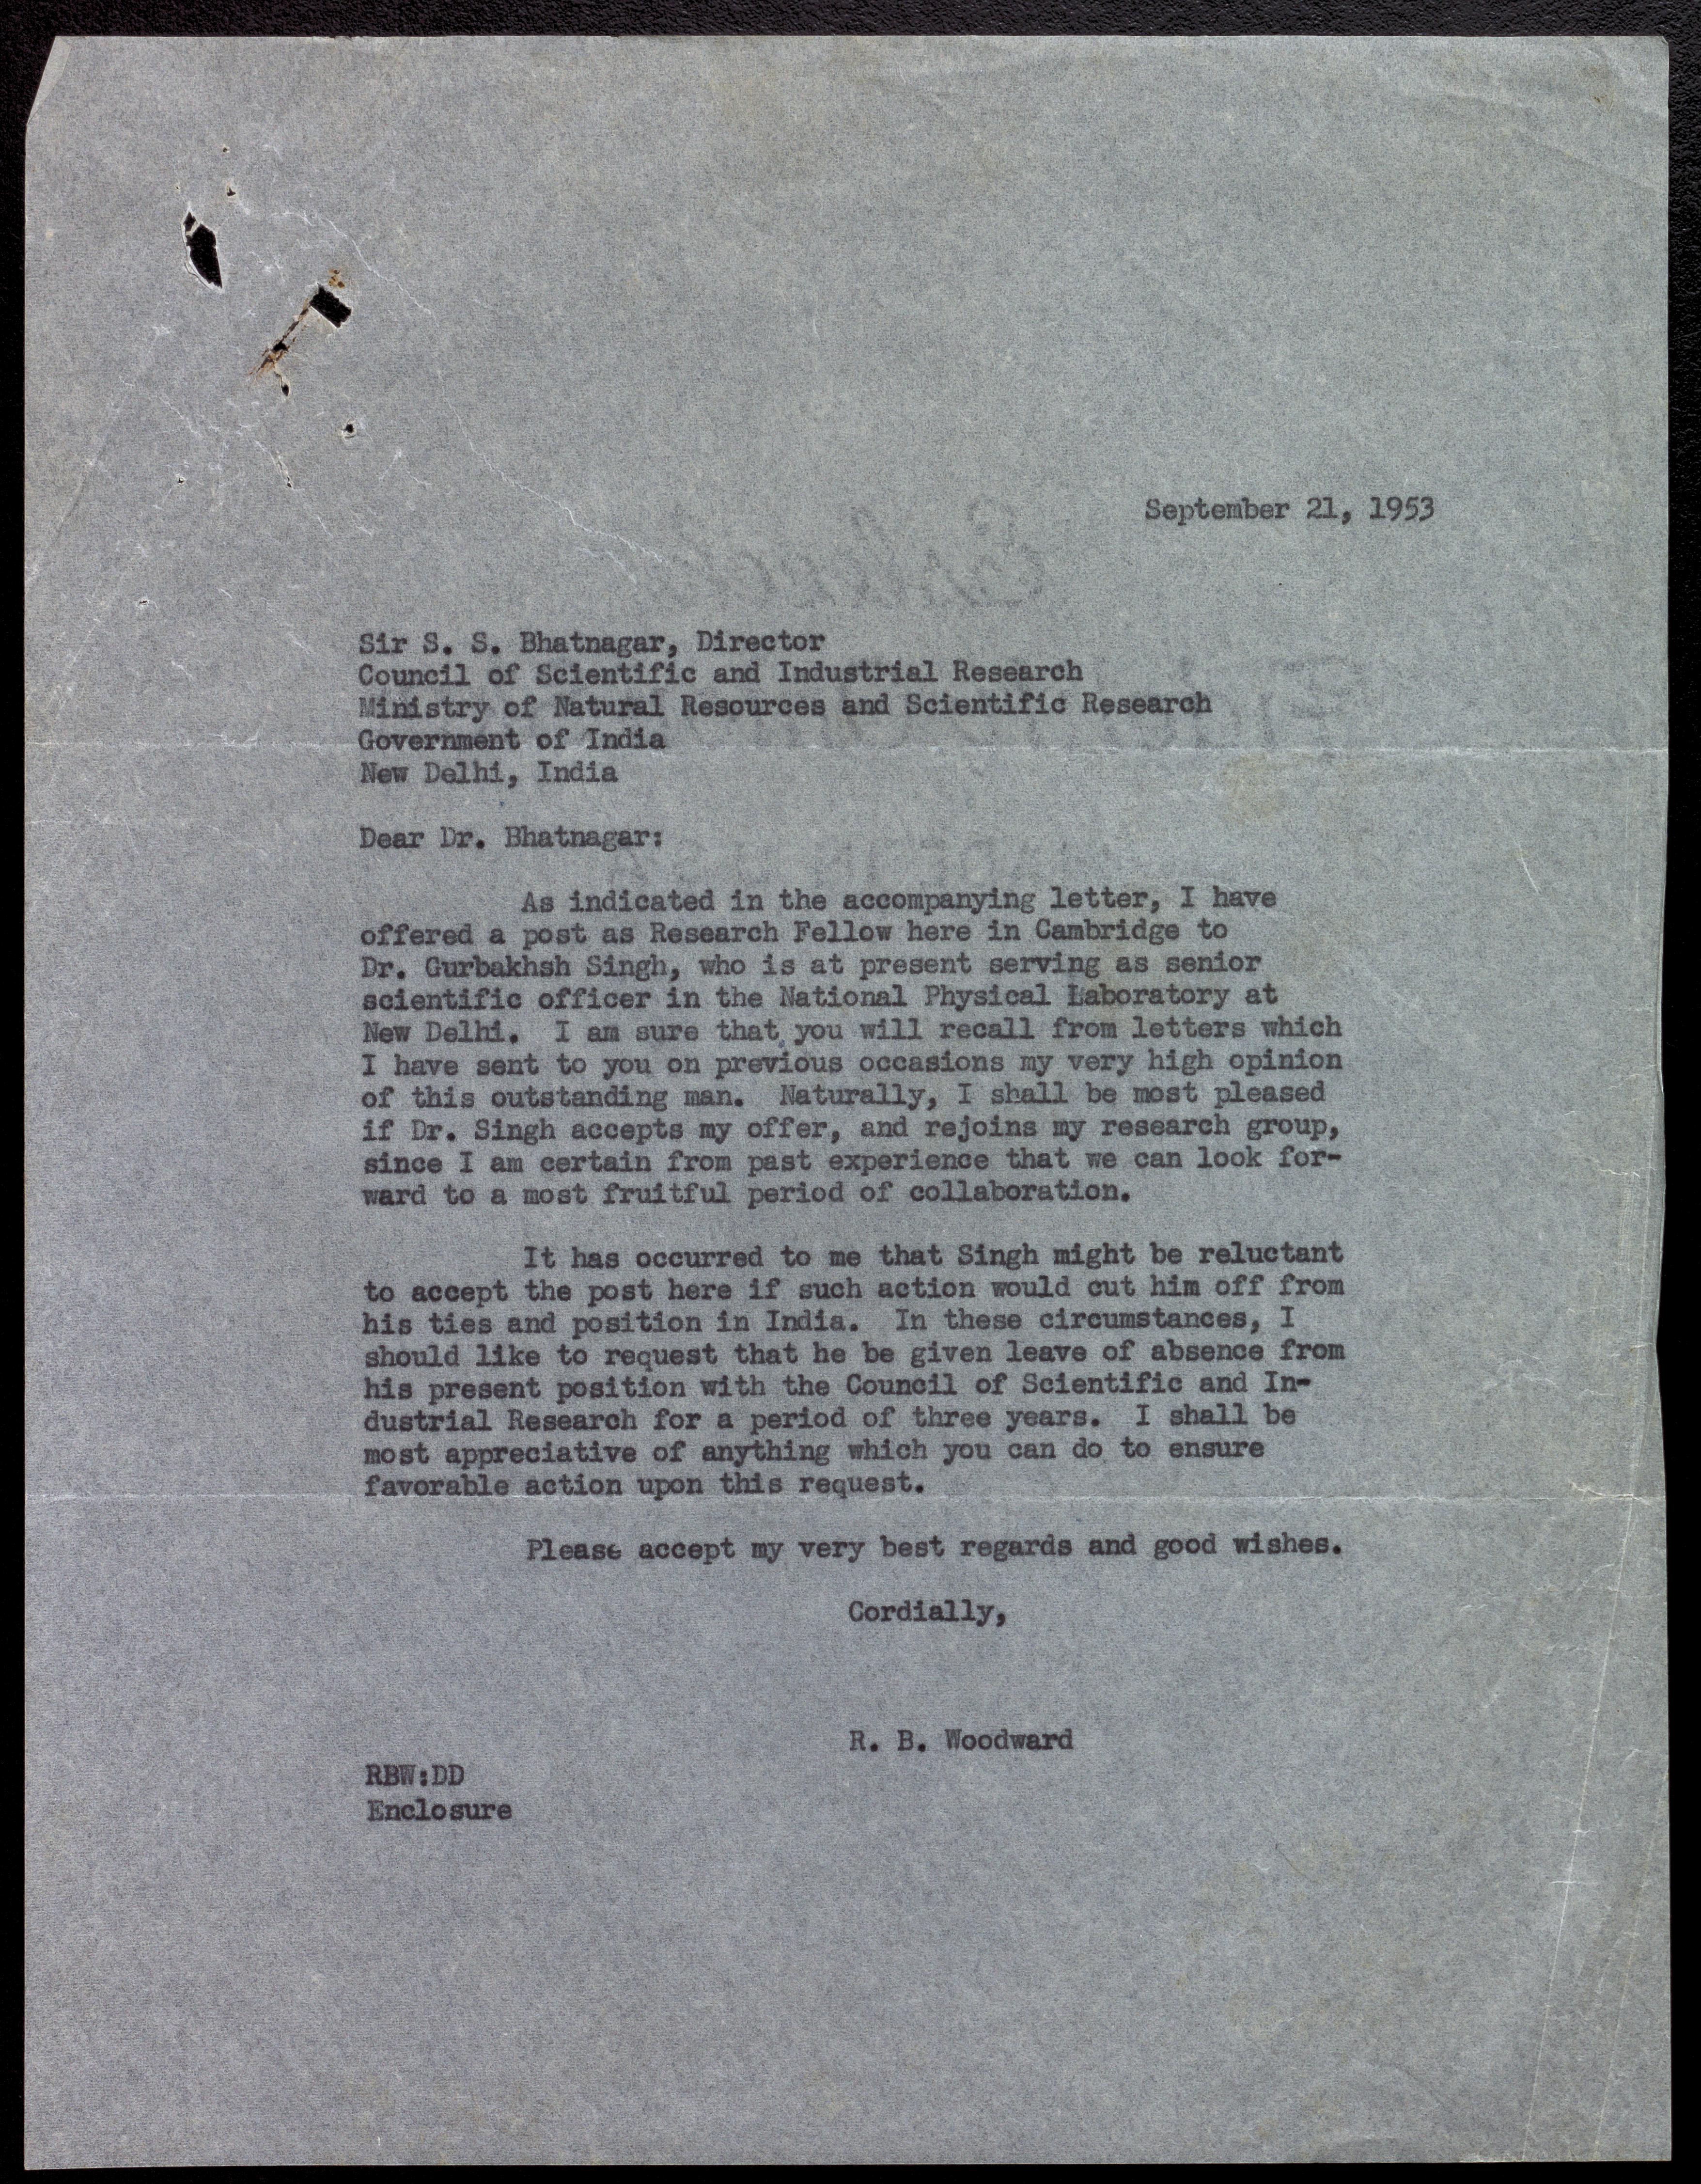 September 21, 1953
Sir S. S. Bhatnagar, Director
Council of Scientific and Industrial Research
Ministry of Natural Resources and Scientific Research
Government of India
New Delhi, India
Dear Dr. Bhatnagar:
As indicated in the accompanying letter, I have
offered a post as Research Fellow here in Cambridge to
Dr. Gurbakhsh Singh, who is at present serving as senior
scientific officer in the National Physical Laboratory at
New Delhi. I am sure that you will recall from letters which
I have sent to you on previous occasions my very high opinion
of this outstanding man. Naturally, I shall be most pleased
if Dr. Singh accepts my offer, and rejoins my research group,
since I am certain from past experience that we can look for-
ward to a most fruitful period of collaboration.
It has occurred to me that Singh might be reluctant
to accept the post here if such action would cut him off from
his ties and position in India. In these circumstances, I
should like to request that he be given leave of absence from
his present position with the Council of Scientific and In-
dustrial Research for a period of three years. I shall be
most appreciative of anything which you can do to ensure
favorable action upon this request.
Please accept my very best regards and good wishes.
Cordially,
R. B. Woodward
RBW:DD
Enclosure